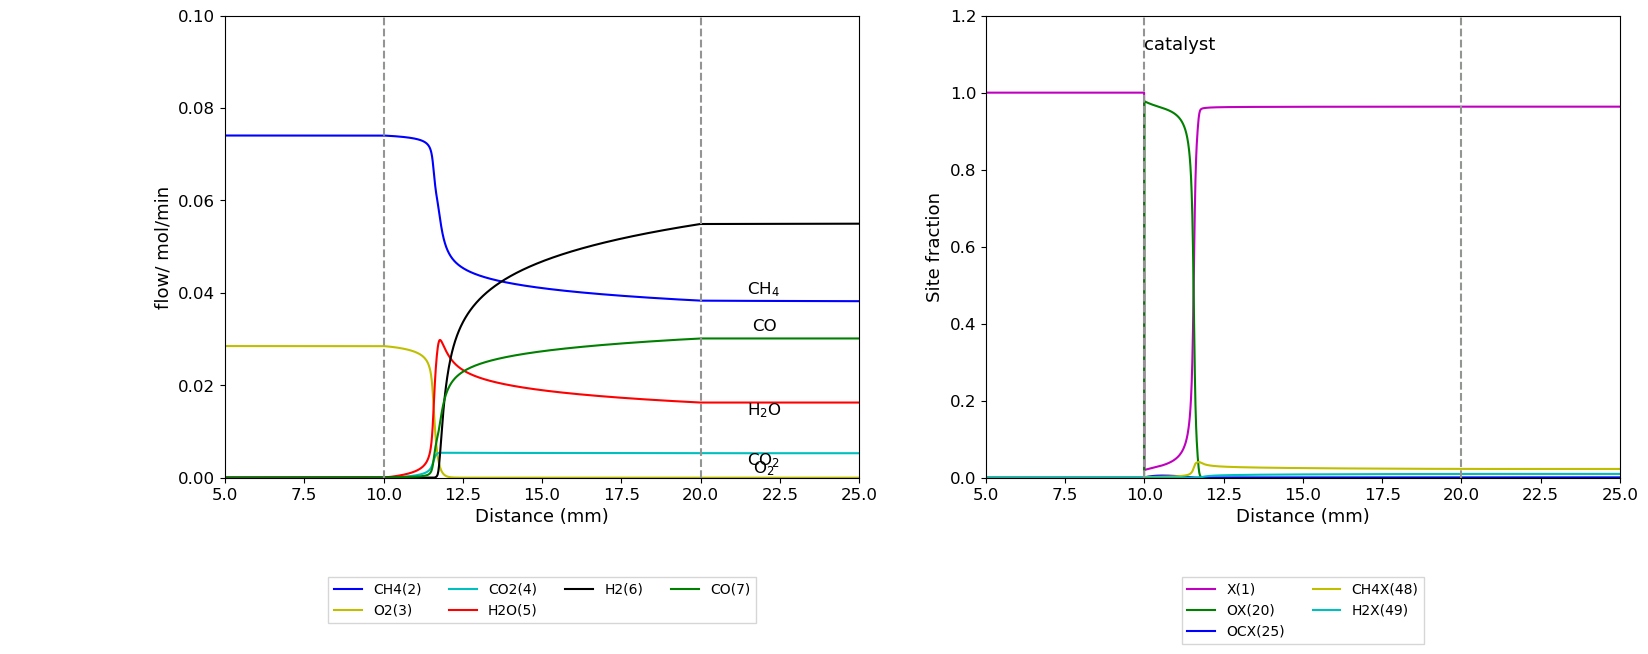 0.10
0.08
0.06
0.04
0.02
0.00
flow/ mol/min
CH4
CO
H2O
CO2
O2
5.0 7.5 10.0 12.5 15.0 17.5 20.0 22.5 25.0
Distance (mm)
CH4(2) CO2(4) H2(6) CO(7)
O2(3) H2O(5)
1.2
1.0
0.8
0.6
0.4
0.2
0.0
Site fraction
catalyst
5.0 7.5 10.0 12.5 15.0 17.5 20.0 22.5 25.0
Distance (mm)
X(1) CH4X(48)
OX(20) H2X(49)
OCX(25)